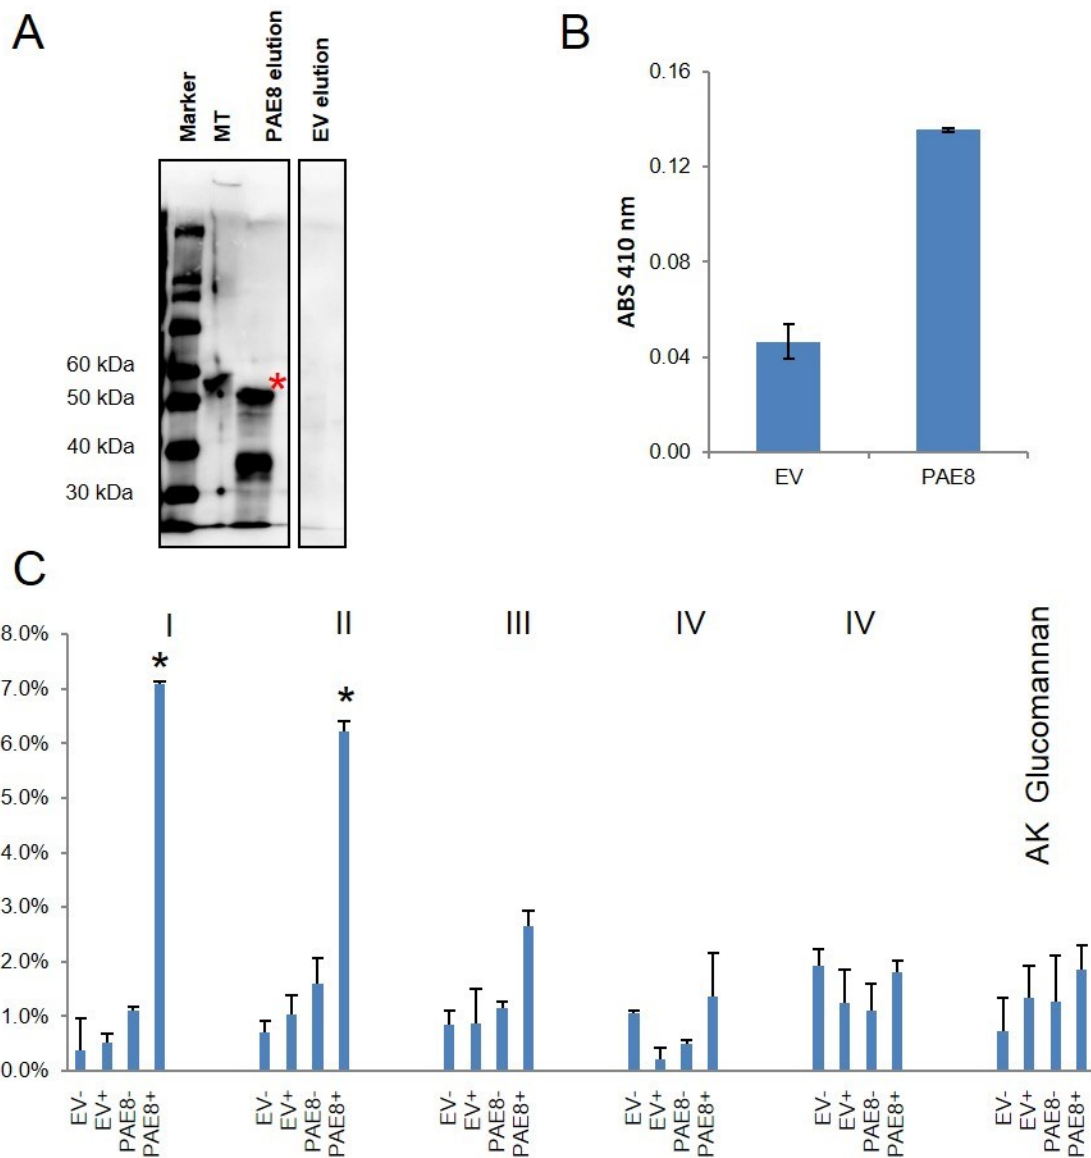 A
Marker
MT
PAE8 elution
EV elution
60 kDa
50 kDa
40 kDa
30 kDa
*
B
ABS 410 nm
0.16
0.12
0.08
0.04
0.00
EV PAE8
C
I II III IV IV
AK Glucomannan
* *
8.0%
7.0%
6.0%
5.0%
4.0%
3.0%
2.0%
1.0%
0.0%
EV- EV+ PAE8- PAE8+ EV- EV+ PAE8- PAE8+ EV- EV+ PAE8- PAE8+ EV- EV+ PAE8- PAE8+ EV- EV+ PAE8- PAE8+ EV- EV+ PAE8- PAE8+